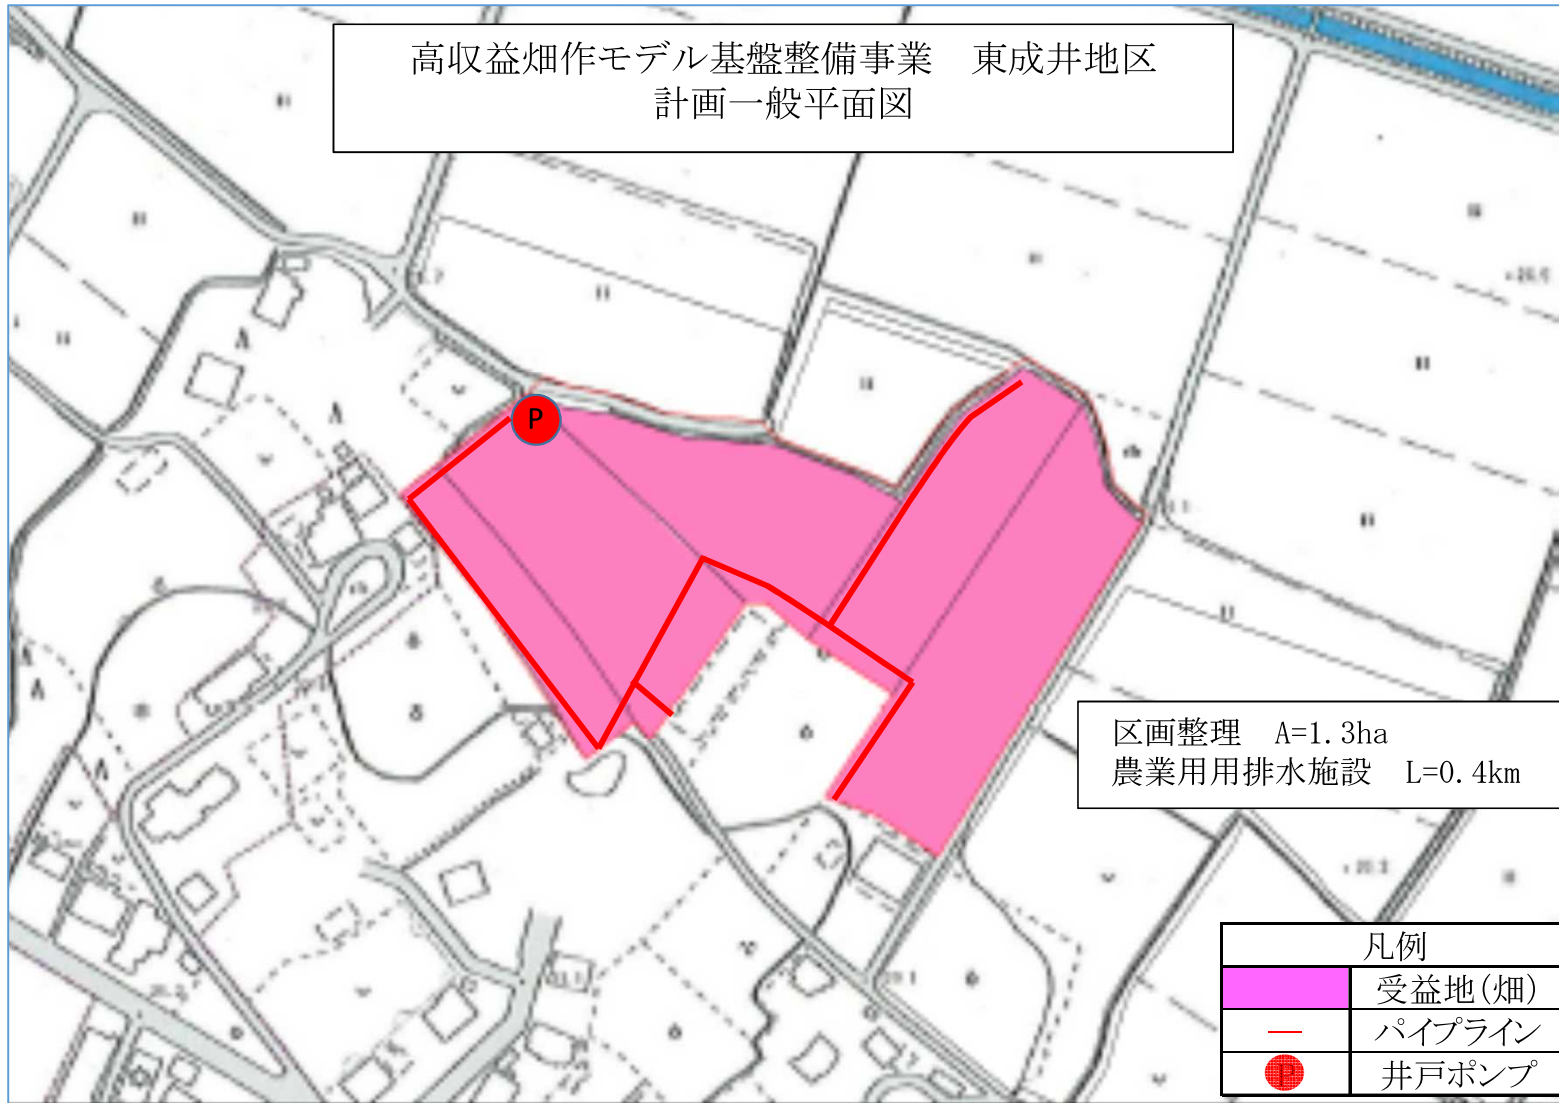 高収益畑作モデル基盤整備事業　東成井地区
計画一般平面図
P
区画整理　A=1.3ha
農業用用排水施設　L=0.4km
凡例
受益地(畑)
パイプライン
P
井戸ポンプ